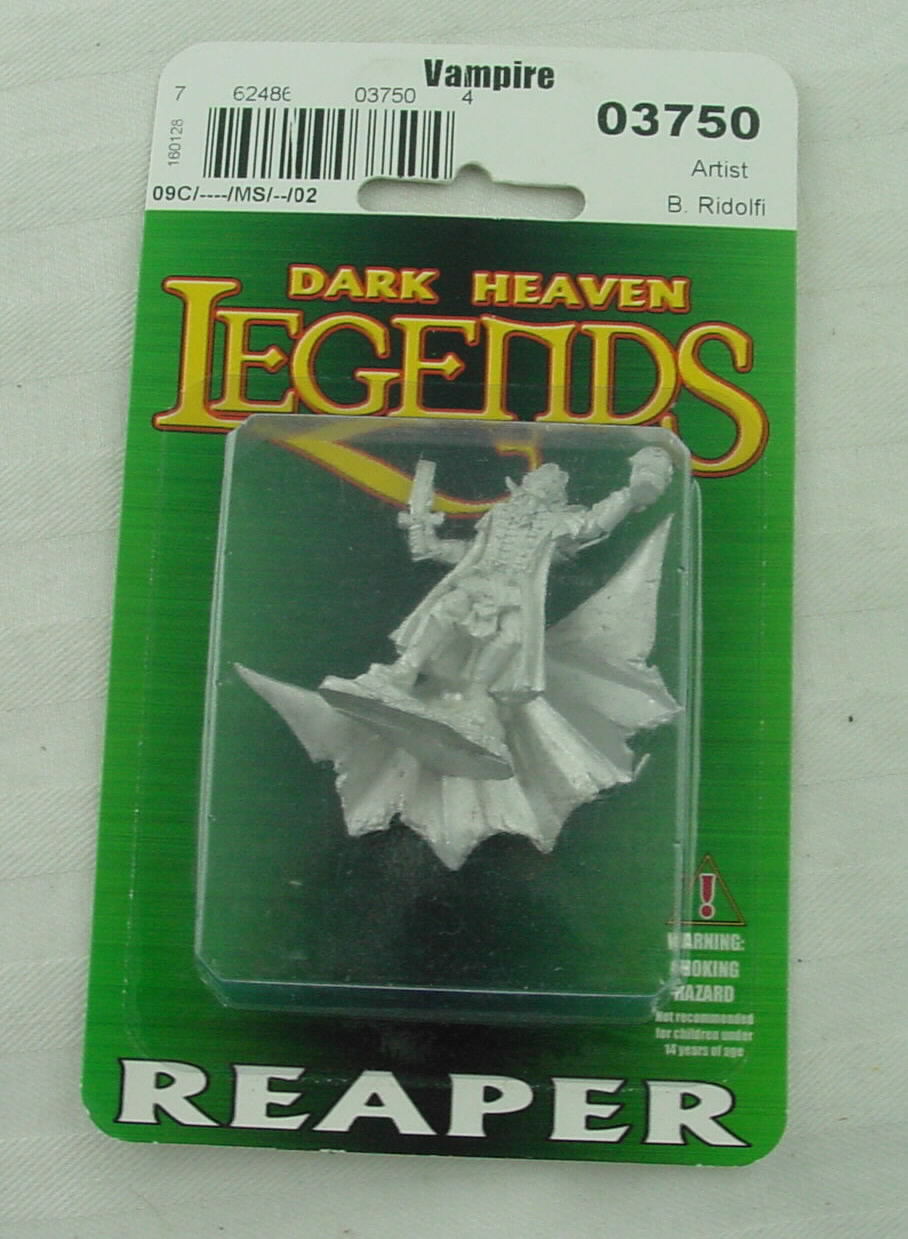 Vampire
7 62486 03750 4
03750
160128
Artist
09C/----/MS/--/02
B. Ridolfi
DARK HEAVEN
LEGENDS
WARNING:
CHOKING
HAZARD
Not recommended
for children under
14 years of age
REAPER